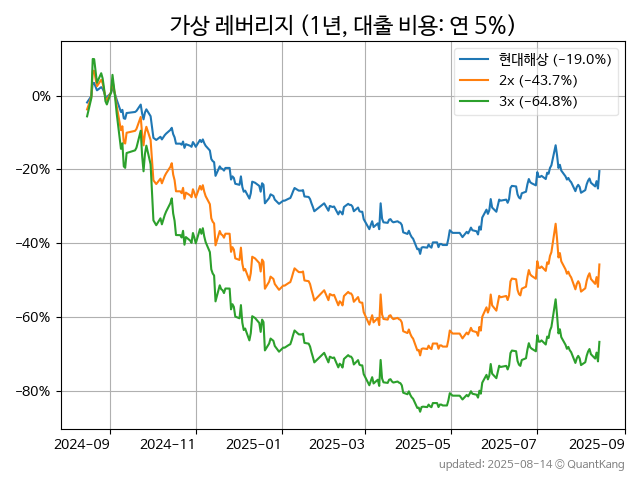 가상 레버리지 (1년, 대출 비용: 연 5%)
현대해상 (−19.0%)
2x (−43.7%)
3x (−64.8%)
0%
−20%
−40%
−60%
−80%
2024−09 2024−11 2025−01 2025−03 2025−05 2025−07 2025−09
updated: 2025-08-14 © QuantKang